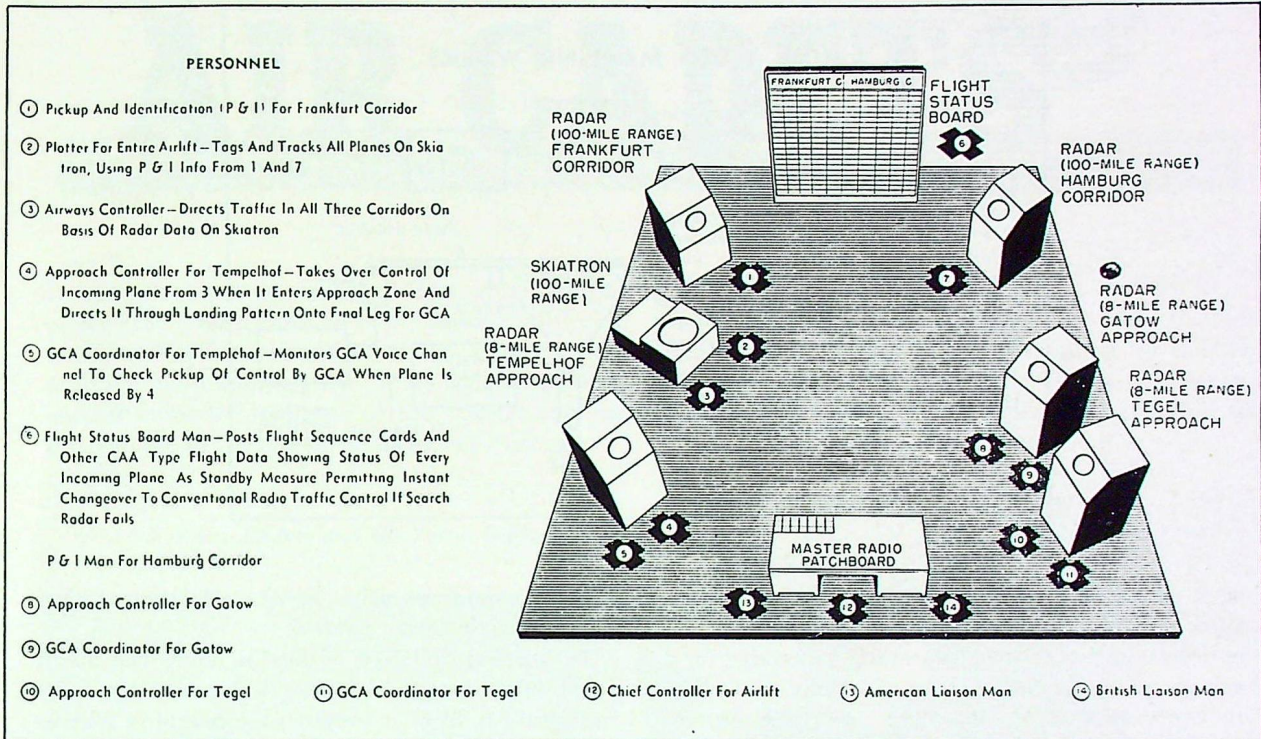 PERSONNEL
① Pickup And Identification (P & I) For Frankfurt Corridor
② Plotter For Entire Airlift—Tags And Tracks All Planes On Skia
tron, Using P & I Info From 1 And 7
③ Airways Controller—Directs Traffic In All Three Corridors On
Basis Of Radar Data On Skiatron
④ Approach Controller For Tempelhof—Takes Over Control Of
Incoming Plane From 3 When It Enters Approach Zone And
Directs It Through Landing Pattern Onto Final Leg For GCA
⑤ GCA Coordinator For Templehof—Monitors GCA Voice Chan
nel To Check Pickup Of Control By GCA When Plane Is
Released By 4
⑥ Flight Status Board Man—Posts Flight Sequence Cards And
Other CAA Type Flight Data Showing Status Of Every
Incoming Plane As Standby Measure Permitting Instant
Changeover To Conventional Radio Traffic Control If Search
Radar Fails
P & I Man For Hamburg Corridor
⑧ Approach Controller For Gatow
⑨ GCA Coordinator For Gatow
⑩ Approach Controller For Tegel
⑪ GCA Coordinator For Tegel
⑫ Chief Controller For Airlift
⑬ American Liaison Man
⑭ British Liaison Man
FRANKFURT C HAMBURG C
FLIGHT
STATUS
BOARD
6
RADAR
(100-MILE RANGE)
FRANKFURT
CORRIDOR
RADAR
(100-MILE RANGE)
HAMBURG
CORRIDOR
1
7
SKIATRON
(100-MILE
RANGE)
RADAR
(8-MILE RANGE)
GATOW
APPROACH
2
3
RADAR
(8-MILE RANGE)
TEMPELHOF
APPROACH
RADAR
(8-MILE RANGE)
TEGEL
APPROACH
8
9
4
5
10
11
MASTER RADIO
PATCHBOARD
13
12
14